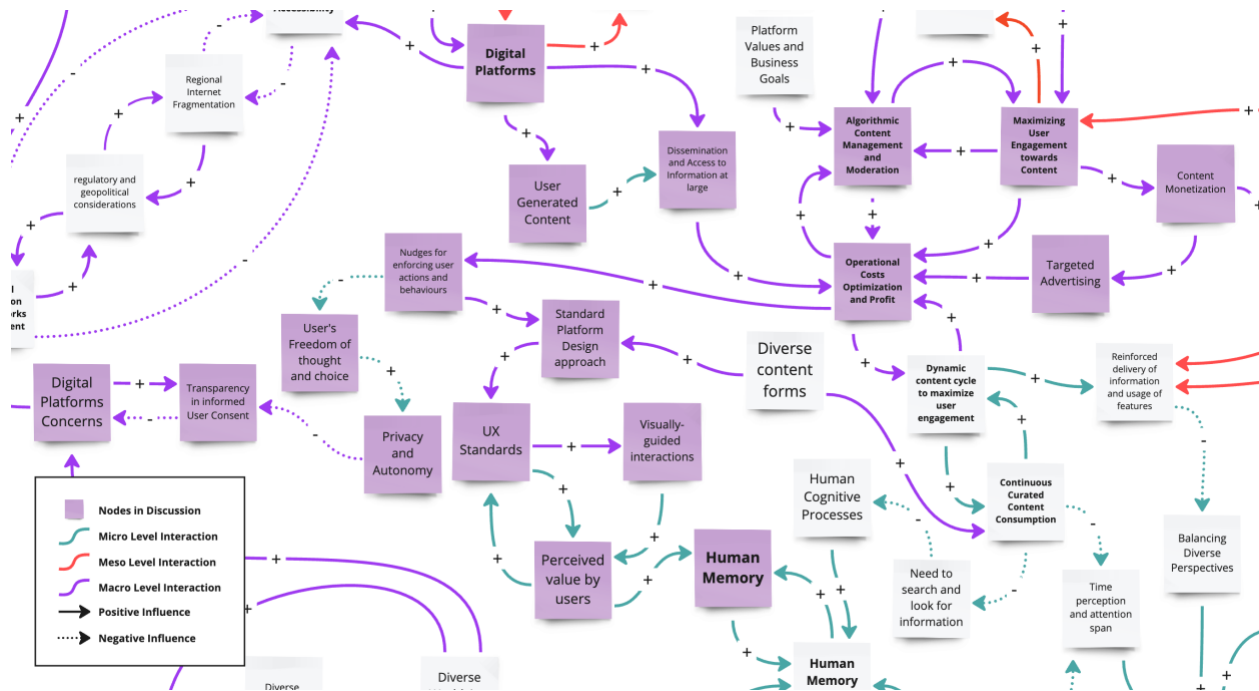 Digital
Platforms
Platform
Values and
Business
Goals
Regional
Internet
Fragmentation
Algorithmic
Content
Management
and
Moderation
Maximizing
User
Engagement
towards
Content
Dissemination
and Access to
Information at
large
Content
Monetization
regulatory and
geopolitical
considerations
User
Generated
Content
Nudges for
enforcing user
actions and
behaviours
Operational
Costs
Optimization
and Profit
Targeted
Advertising
User's
Freedom of
thought
and choice
Standard
Platform
Design
approach
Diverse
content
forms
Dynamic
content cycle
to maximize
user
engagement
Reinforced
delivery of
information
and usage of
features
Digital
Platforms
Concerns
Transparency
in informed
User Consent
Privacy
and
Autonomy
UX
Standards
Visually-
guided
interactions
Human
Cognitive
Processes
Continuous
Curated
Content
Consumption
Balancing
Diverse
Perspectives
Nodes in Discussion
Micro Level Interaction
Meso Level Interaction
Macro Level Interaction
Positive Influence
Negative Influence
Perceived
value by
users
Human
Memory
Need to
search and
look for
information
Time
perception
and attention
span
Human
Memory
Diverse
Diverse